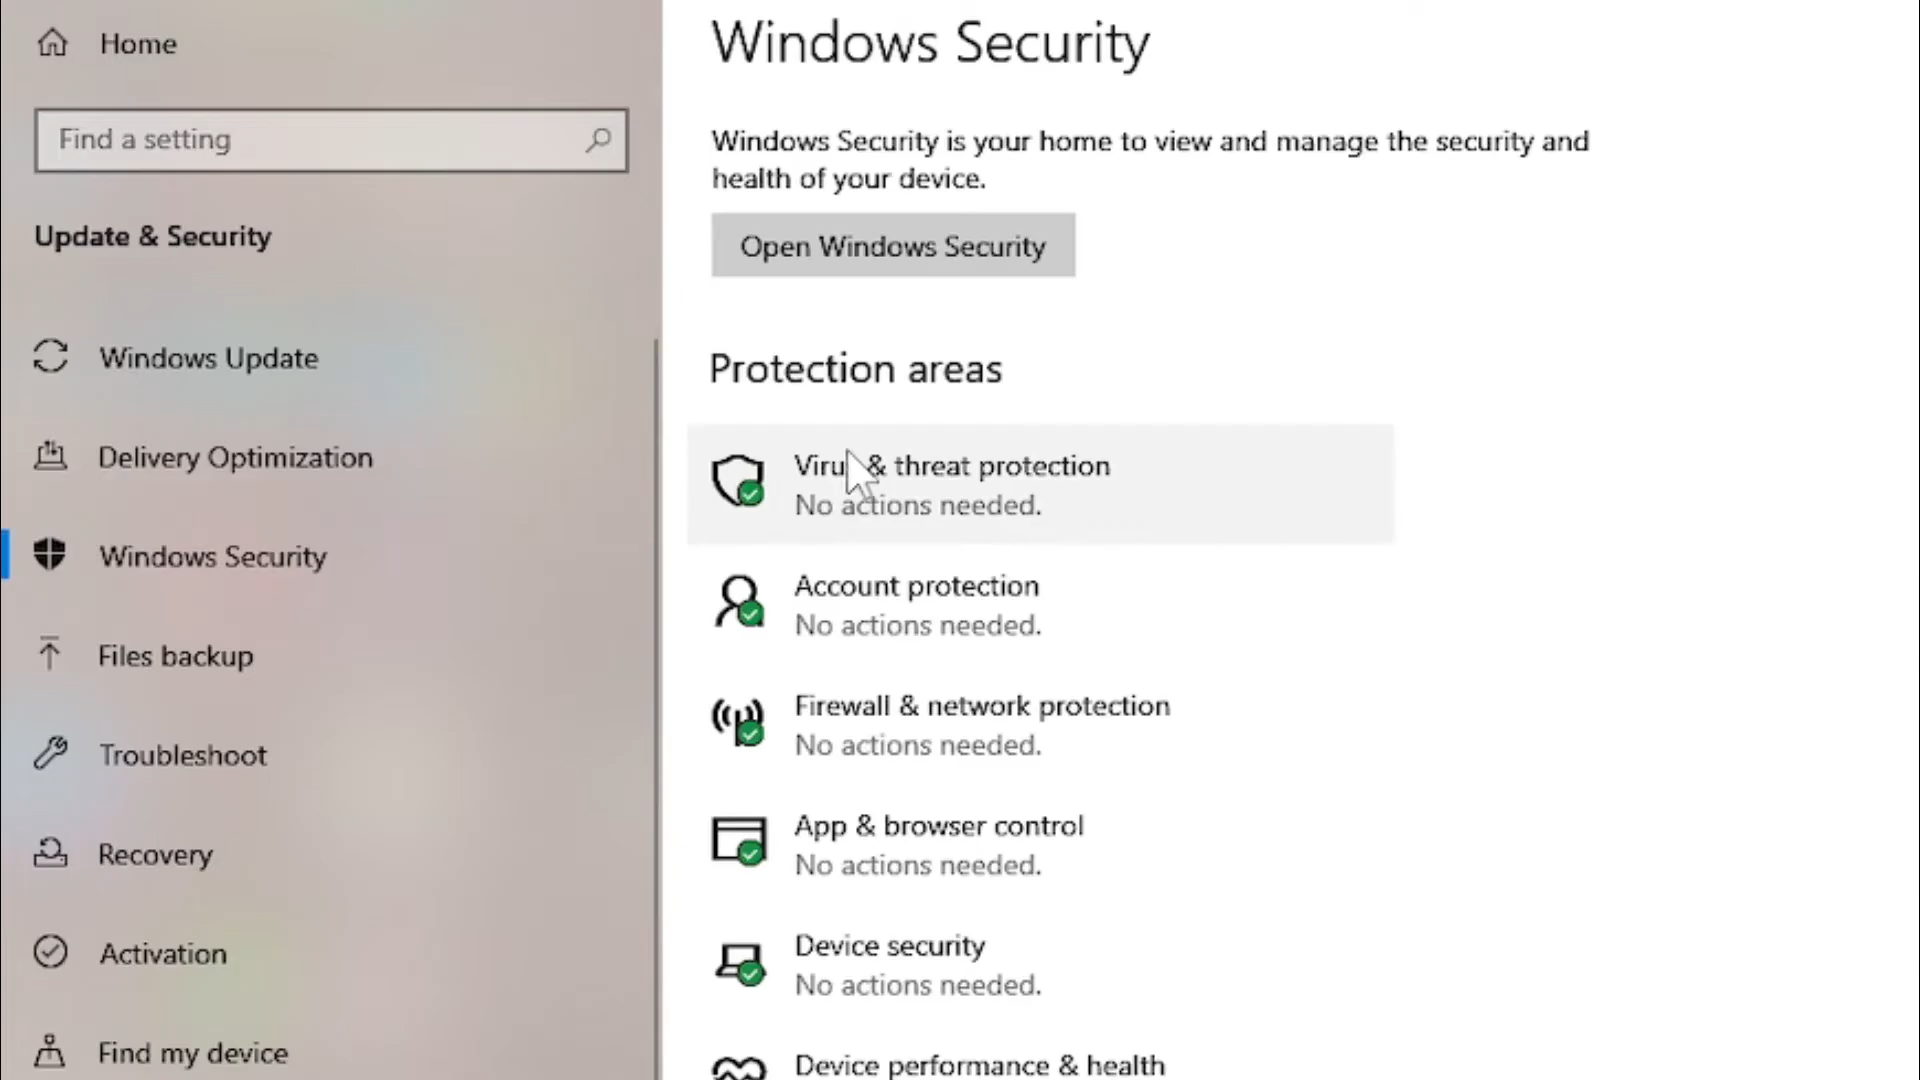 Home
Find a setting
Update & Security
Windows Update
Delivery Optimization
Windows Security
Files backup
Troubleshoot
Recovery
Activation
Find my device
Windows Security
Windows Security is your home to view and manage the security and
health of your device.
Open Windows Security
Protection areas
Virus & threat protection
No actions needed.
Account protection
No actions needed.
Firewall & network protection
No actions needed.
App & browser control
No actions needed.
Device security
No actions needed.
Device performance & health